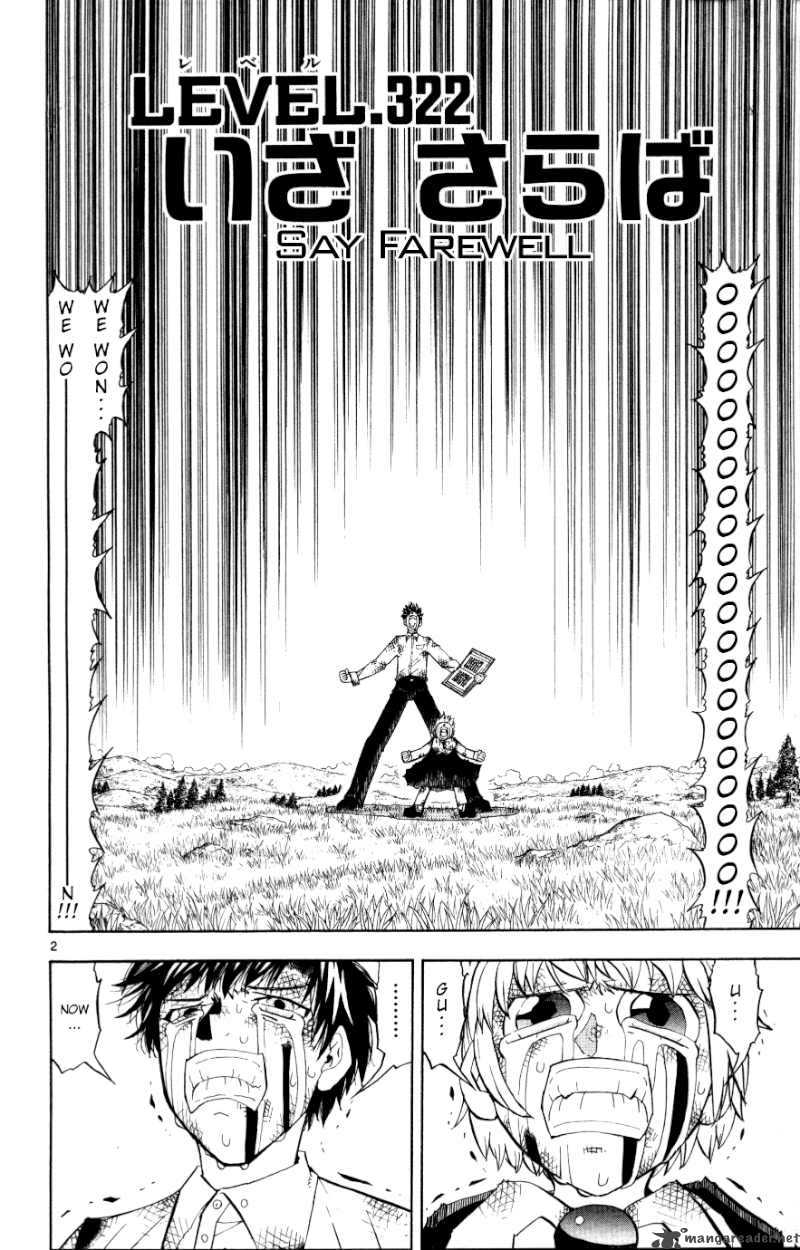 レベル
LEVEL.322
いざ さらば
SAY FAREWELL
OOOOOOOOOOOOOOOOOOOOO!!!
WE WON...
WE WO——N!!!
2
U...
GU...
........
NOW...
mangareader.net